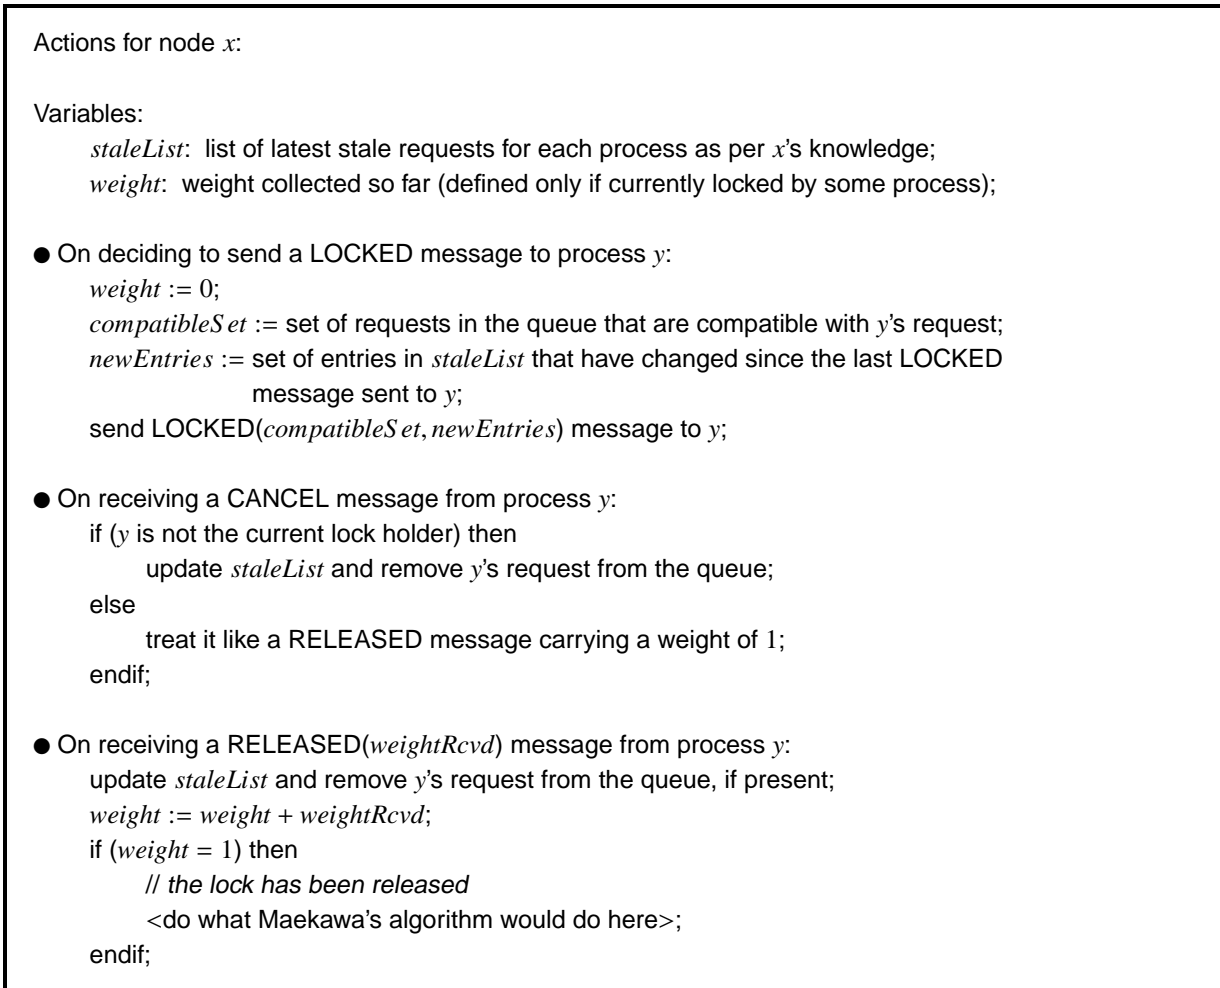 Actions for node x:
Variables:
staleList: list of latest stale requests for each process as per x's knowledge;
weight: weight collected so far (defined only if currently locked by some process);
● On deciding to send a LOCKED message to process y:
weight := 0;
compatibleSet := set of requests in the queue that are compatible with y's request;
newEntries := set of entries in staleList that have changed since the last LOCKED
message sent to y;
send LOCKED(compatibleSet, newEntries) message to y;
● On receiving a CANCEL message from process y:
if (y is not the current lock holder) then
update staleList and remove y's request from the queue;
else
treat it like a RELEASED message carrying a weight of 1;
endif;
● On receiving a RELEASED(weightRcvd) message from process y:
update staleList and remove y's request from the queue, if present;
weight := weight + weightRcvd;
if (weight = 1) then
// the lock has been released
<do what Maekawa's algorithm would do here>;
endif;